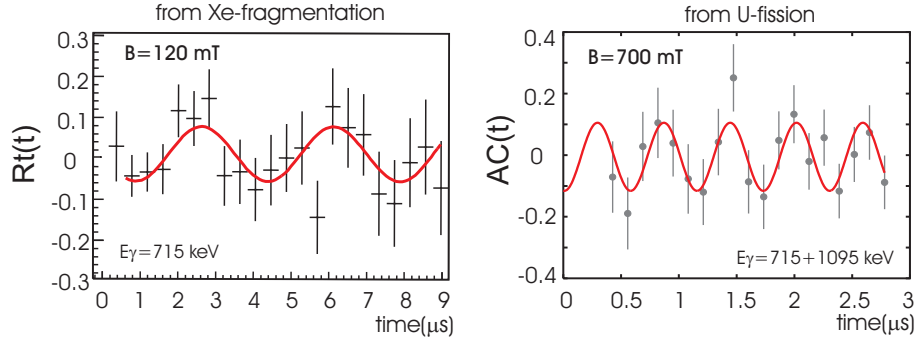 from Xe-fragmentation
0.3
0.2
0.1
0
-0.1
-0.2
-0.3
Rt(t)
B=120 mT
Eγ=715 keV
0 1 2 3 4 5 6 7 8 9
time(μs)
from U-fission
0.4
0.2
0
-0.2
-0.4
AC(t)
B=700 mT
Eγ=715+1095 keV
0 0.5 1 1.5 2 2.5 3
time(μs)